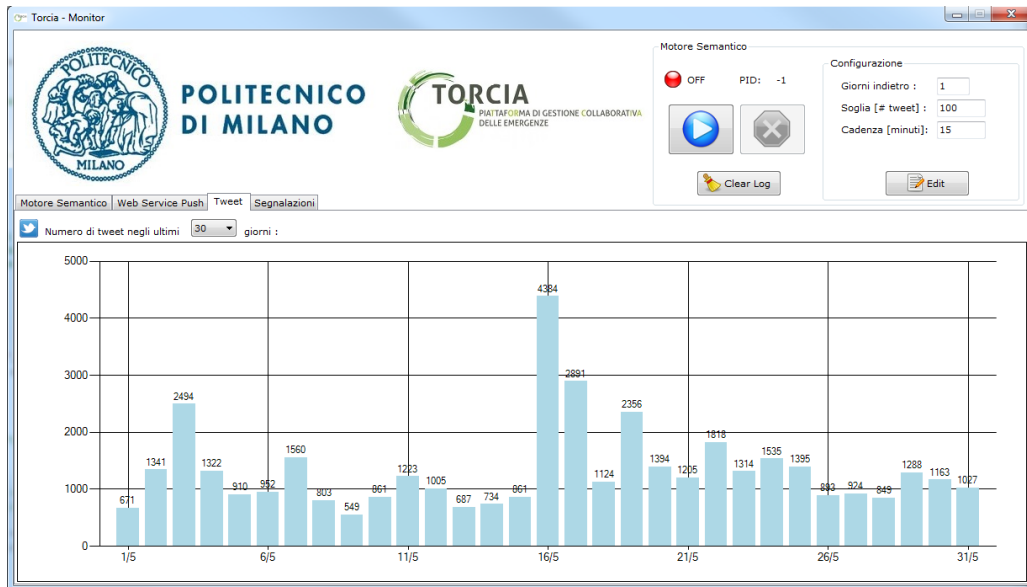 Torcia - Monitor
POLITECNICO
MILANO
POLITECNICO
DI MILANO
TORCIA
PIATTAFORMA DI GESTIONE COLLABORATIVA
DELLE EMERGENZE
Motore Semantico
OFF PID: -1
Clear Log
Configurazione
Giorni indietro : 1
Soglia [# tweet] : 100
Cadenza [minuti]: 15
Edit
Motore Semantico Web Service Push Tweet Segnalazioni
Numero di tweet negli ultimi 30 giorni :
5000
4000
3000
2000
1000
0
671
1341
2494
1322
910
952
1560
803
549
861
1223
1005
687
734
861
4384
2891
1124
2356
1394
1205
1818
1314
1535
1395
893
924
849
1288
1163
1027
1/5 6/5 11/5 16/5 21/5 26/5 31/5